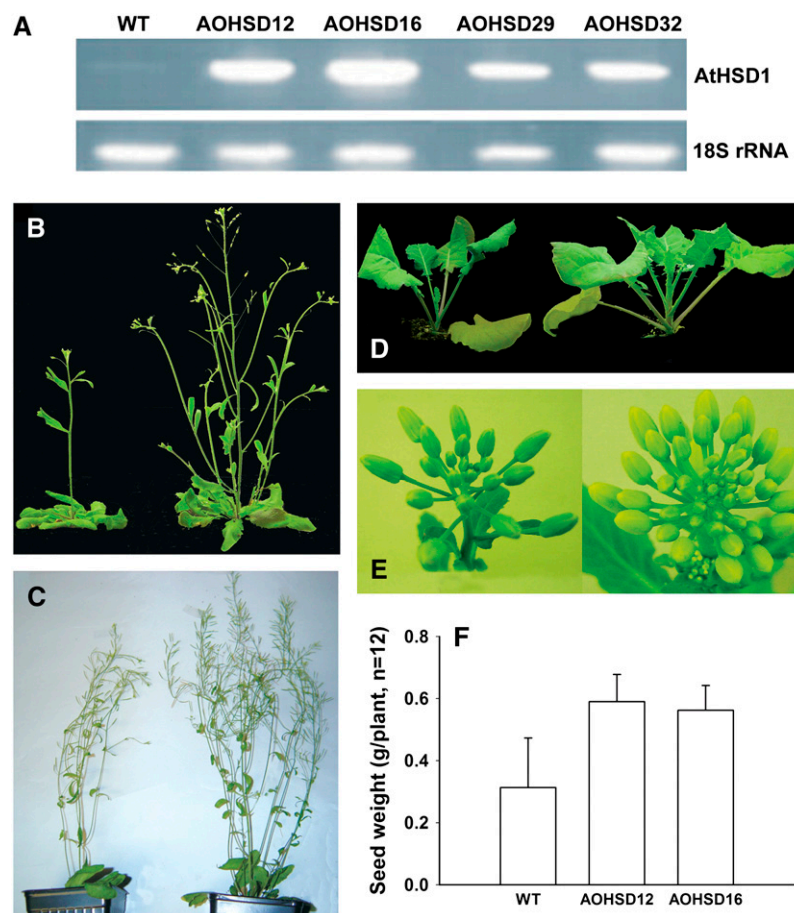 A
WT AOHSD12 AOHSD16 AOHSD29 AOHSD32
AtHSD1
18S rRNA
B
C
D
E
F
Seed weight (g/plant, n=12)
0.8
0.6
0.4
0.2
0.0
WT AOHSD12 AOHSD16